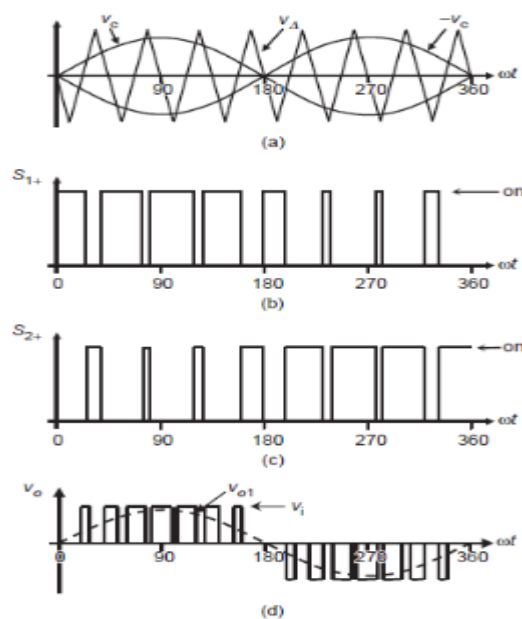 v_c v_Δ −v_c
ωt
90 180 270 360
(a)
S_1+
on
ωt
0 90 180 270 360
(b)
S_2+
on
ωt
0 90 180 270 360
(c)
v_o v_o1 v_i
ωt
0 90 180 270 360
(d)